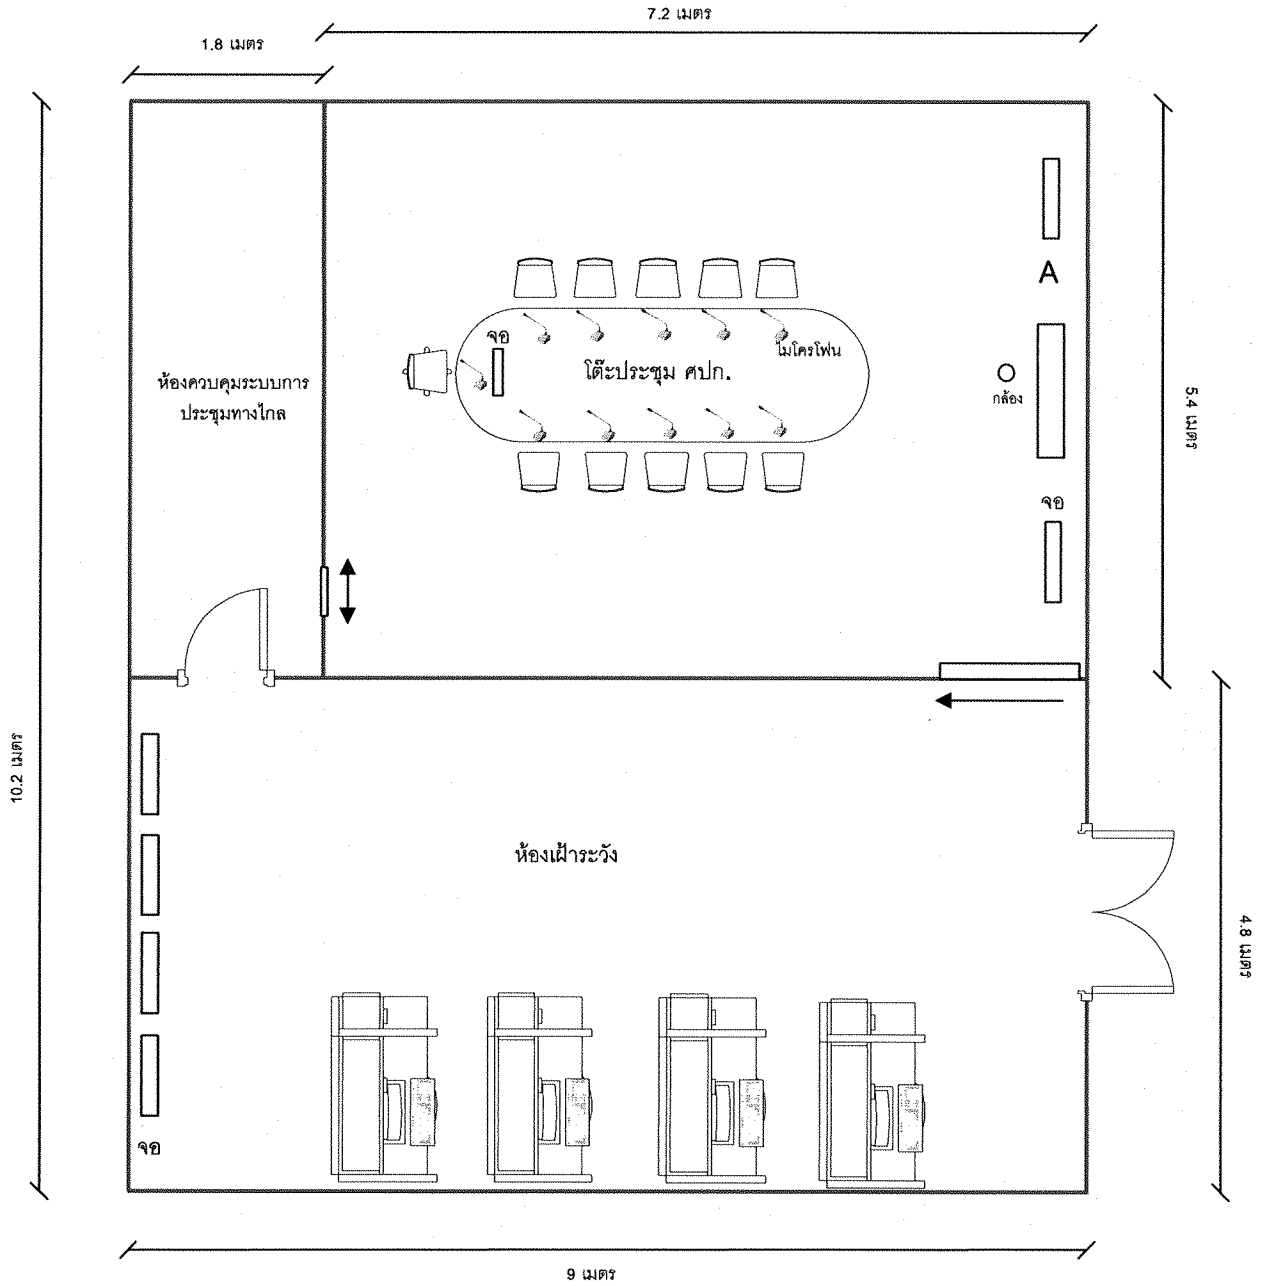 7.2 เมตร
1.8 เมตร
A
จอ
ไมโครโฟน
โต๊ะประชุม ศปก.
ห้องควบคุมระบบการ
ประชุมทางไกล
กล้อง
5.4 เมตร
จอ
10.2 เมตร
ห้องเฝ้าระวัง
4.8 เมตร
จอ
9 เมตร